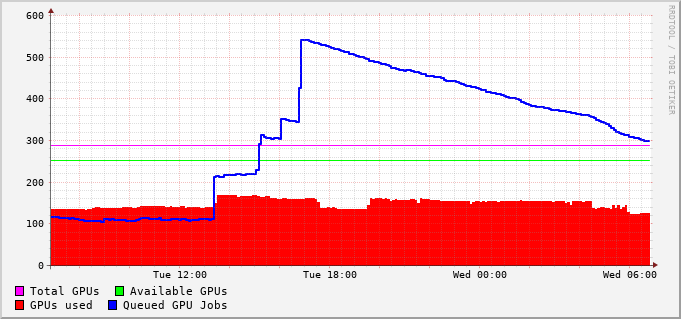 600
500
400
300
200
100
0
Tue 12:00 Tue 18:00 Wed 00:00 Wed 06:00
Total GPUs Available GPUs
GPUs used Queued GPU Jobs
RRDTOOL / TOBI OETIKER